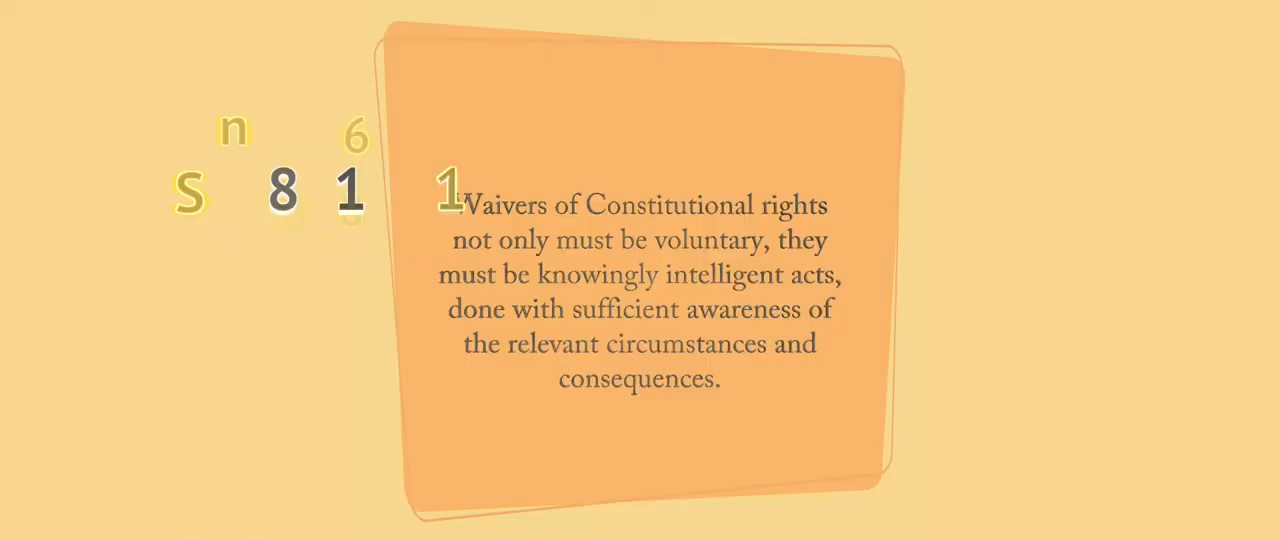 n 6
S 8 1 1
Waivers of Constitutional rights
not only must be voluntary, they
must be knowingly intelligent acts,
done with sufficient awareness of
the relevant circumstances and
consequences.